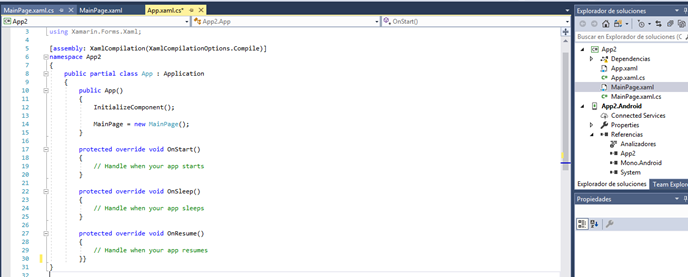 MainPage.xaml.cs
MainPage.xaml
App.xaml.cs*
App2
App2.App
OnStart()
3 using Xamarin.Forms.Xaml;
4
5 [assembly: XamlCompilation(XamlCompilationOptions.Compile)]
6 namespace App2
7 {
8 public partial class App : Application
9 {
10 public App()
11 {
12 InitializeComponent();
13
14 MainPage = new MainPage();
15 }
16
17 protected override void OnStart()
18 {
19 // Handle when your app starts
20 }
21
22 protected override void OnSleep()
23 {
24 // Handle when your app sleeps
25 }
26
27 protected override void OnResume()
28 {
29 // Handle when your app resumes
30 }}
31 }
32
Explorador de soluciones
Buscar en Explorador de soluciones
App2
Dependencias
App.xaml
App.xaml.cs
MainPage.xaml
MainPage.xaml.cs
App2.Android
Connected Services
Properties
Referencias
Analizadores
App2
Mono.Android
System
Explorador de soluciones
Team Explor
Propiedades